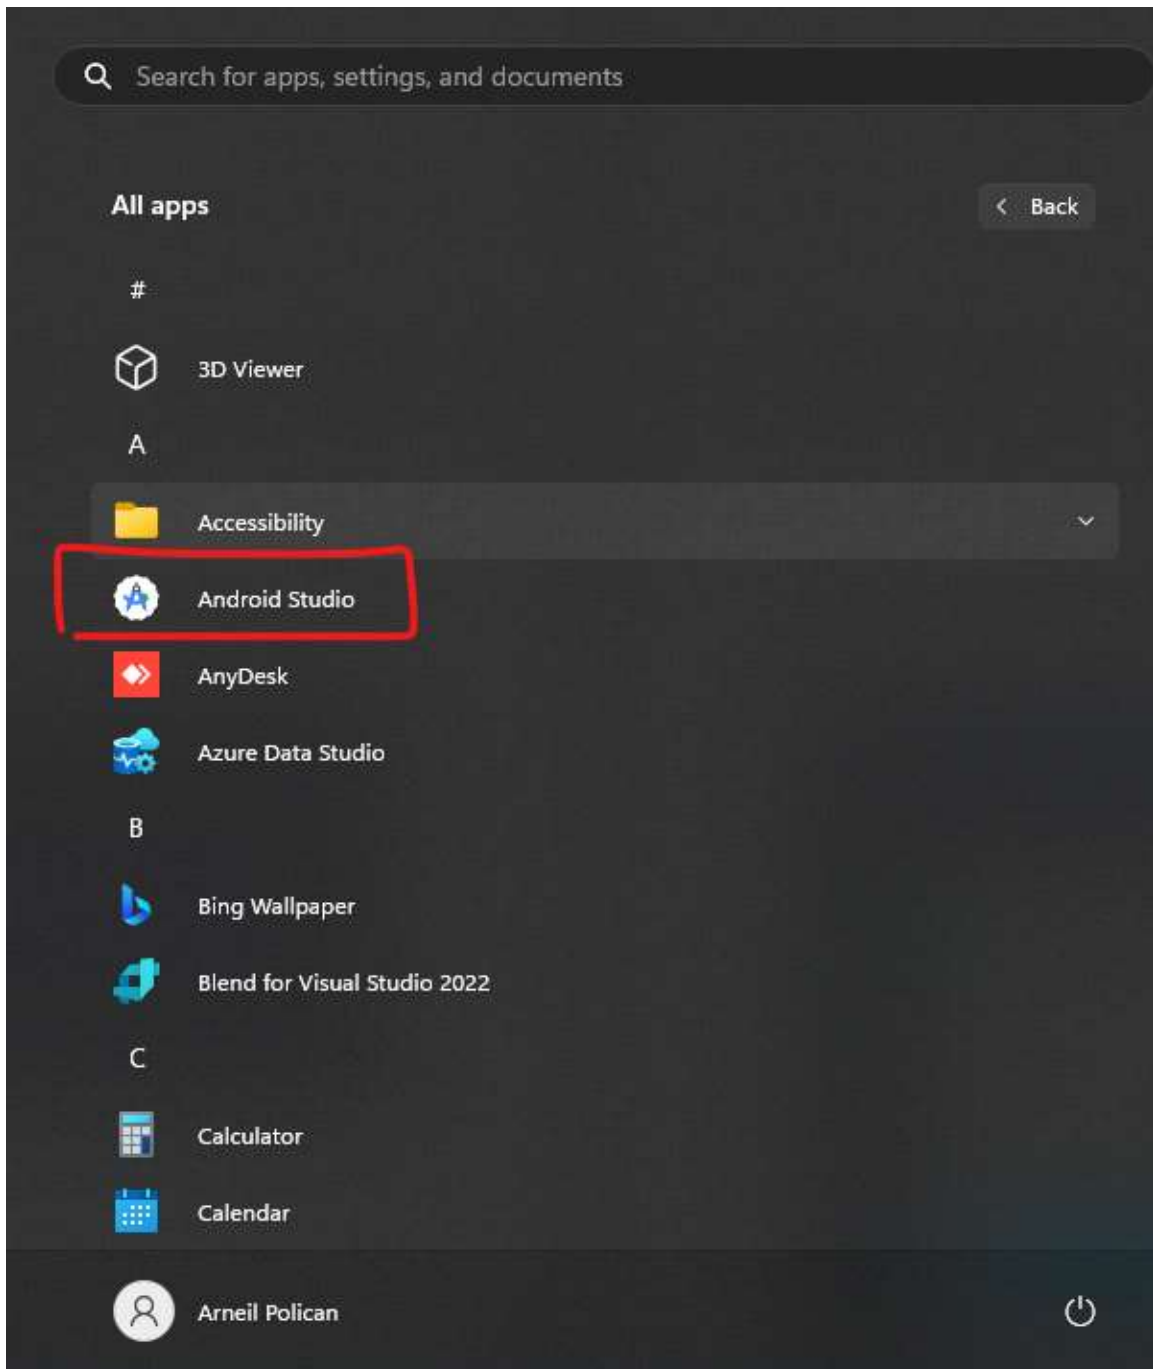 Search for apps, settings, and documents
All apps
Back
#
3D Viewer
A
Accessibility
Android Studio
AnyDesk
Azure Data Studio
B
Bing Wallpaper
Blend for Visual Studio 2022
C
Calculator
Calendar
Arneil Polican